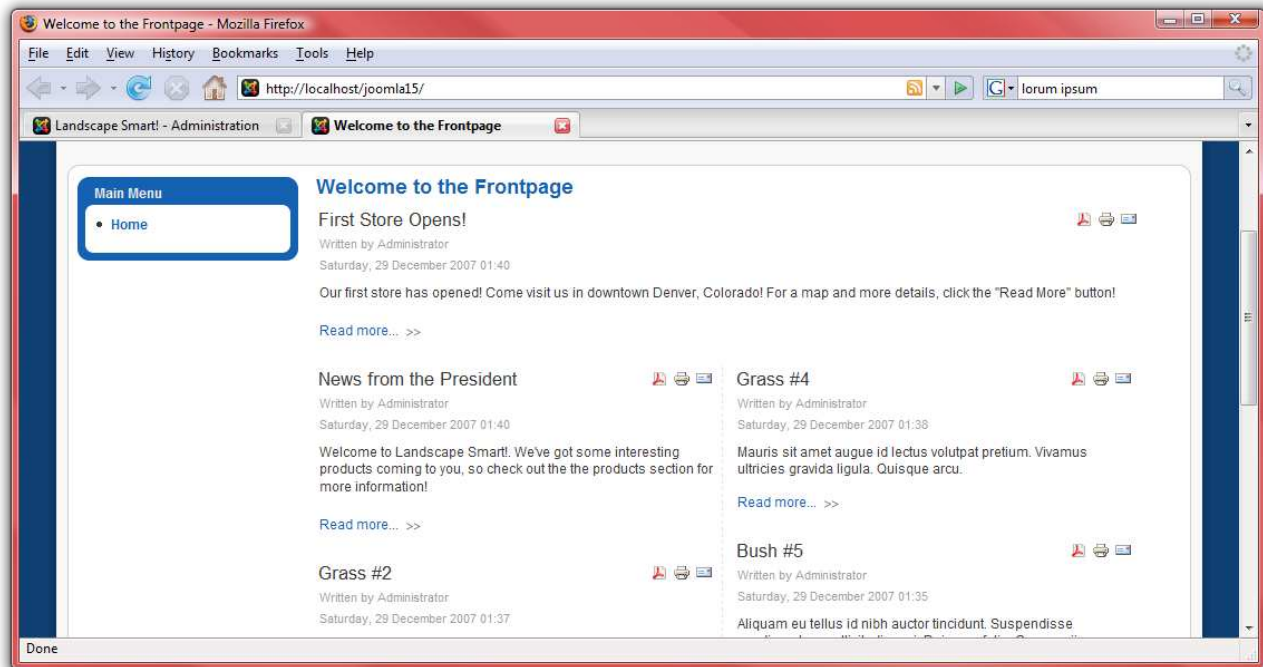 Welcome to the Frontpage - Mozilla Firefox
File Edit View History Bookmarks Tools Help
http://localhost/joomla15/
G lorum ipsum
Landscape Smart! - Administration
Welcome to the Frontpage
Main Menu
Home
Welcome to the Frontpage
First Store Opens!
Written by Administrator
Saturday, 29 December 2007 01:40
Our first store has opened! Come visit us in downtown Denver, Colorado! For a map and more details, click the "Read More" button!
Read more... >>
News from the President
Written by Administrator
Saturday, 29 December 2007 01:40
Welcome to Landscape Smart!. We've got some interesting
products coming to you, so check out the the products section for
more information!
Read more... >>
Grass #2
Written by Administrator
Saturday, 29 December 2007 01:37
Grass #4
Written by Administrator
Saturday, 29 December 2007 01:38
Mauris sit amet augue id lectus volutpat pretium. Vivamus
ultricies gravida ligula. Quisque arcu.
Read more... >>
Bush #5
Written by Administrator
Saturday, 29 December 2007 01:35
Aliquam eu tellus id nibh auctor tincidunt. Suspendisse
Done